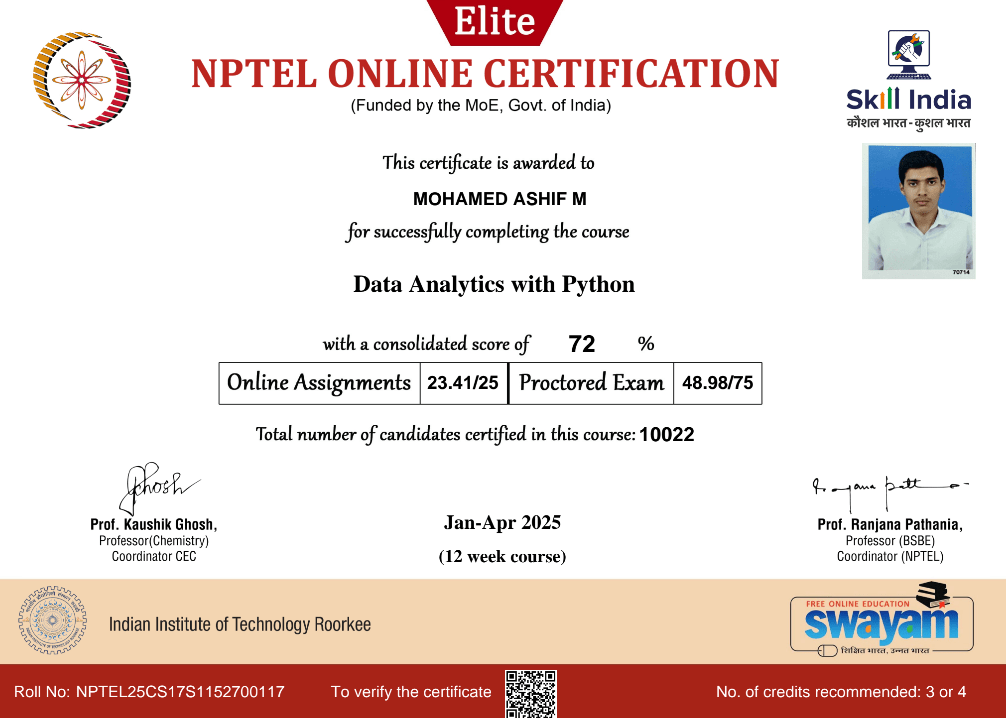 Elite
NPTEL ONLINE CERTIFICATION
(Funded by the MoE, Govt. of India)
Skill India
कौशल भारत - कुशल भारत
This certificate is awarded to
MOHAMED ASHIF M
for successfully completing the course
70714
Data Analytics with Python
with a consolidated score of 72 %
Online Assignments 23.41/25 Proctored Exam 48.98/75
Total number of candidates certified in this course: 10022
Prof. Kaushik Ghosh,
Professor(Chemistry)
Coordinator CEC
Jan-Apr 2025
(12 week course)
Prof. Ranjana Pathania,
Professor (BSBE)
Coordinator (NPTEL)
Indian Institute of Technology Roorkee
FREE ONLINE EDUCATION
swayam
शिक्षित भारत, उन्नत भारत
Roll No: NPTEL25CS17S1152700117 To verify the certificate No. of credits recommended: 3 or 4